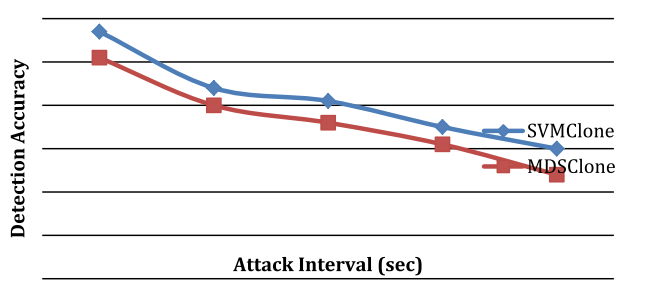 Detection Accuracy
SVMClone
MDSClone
Attack Interval (sec)